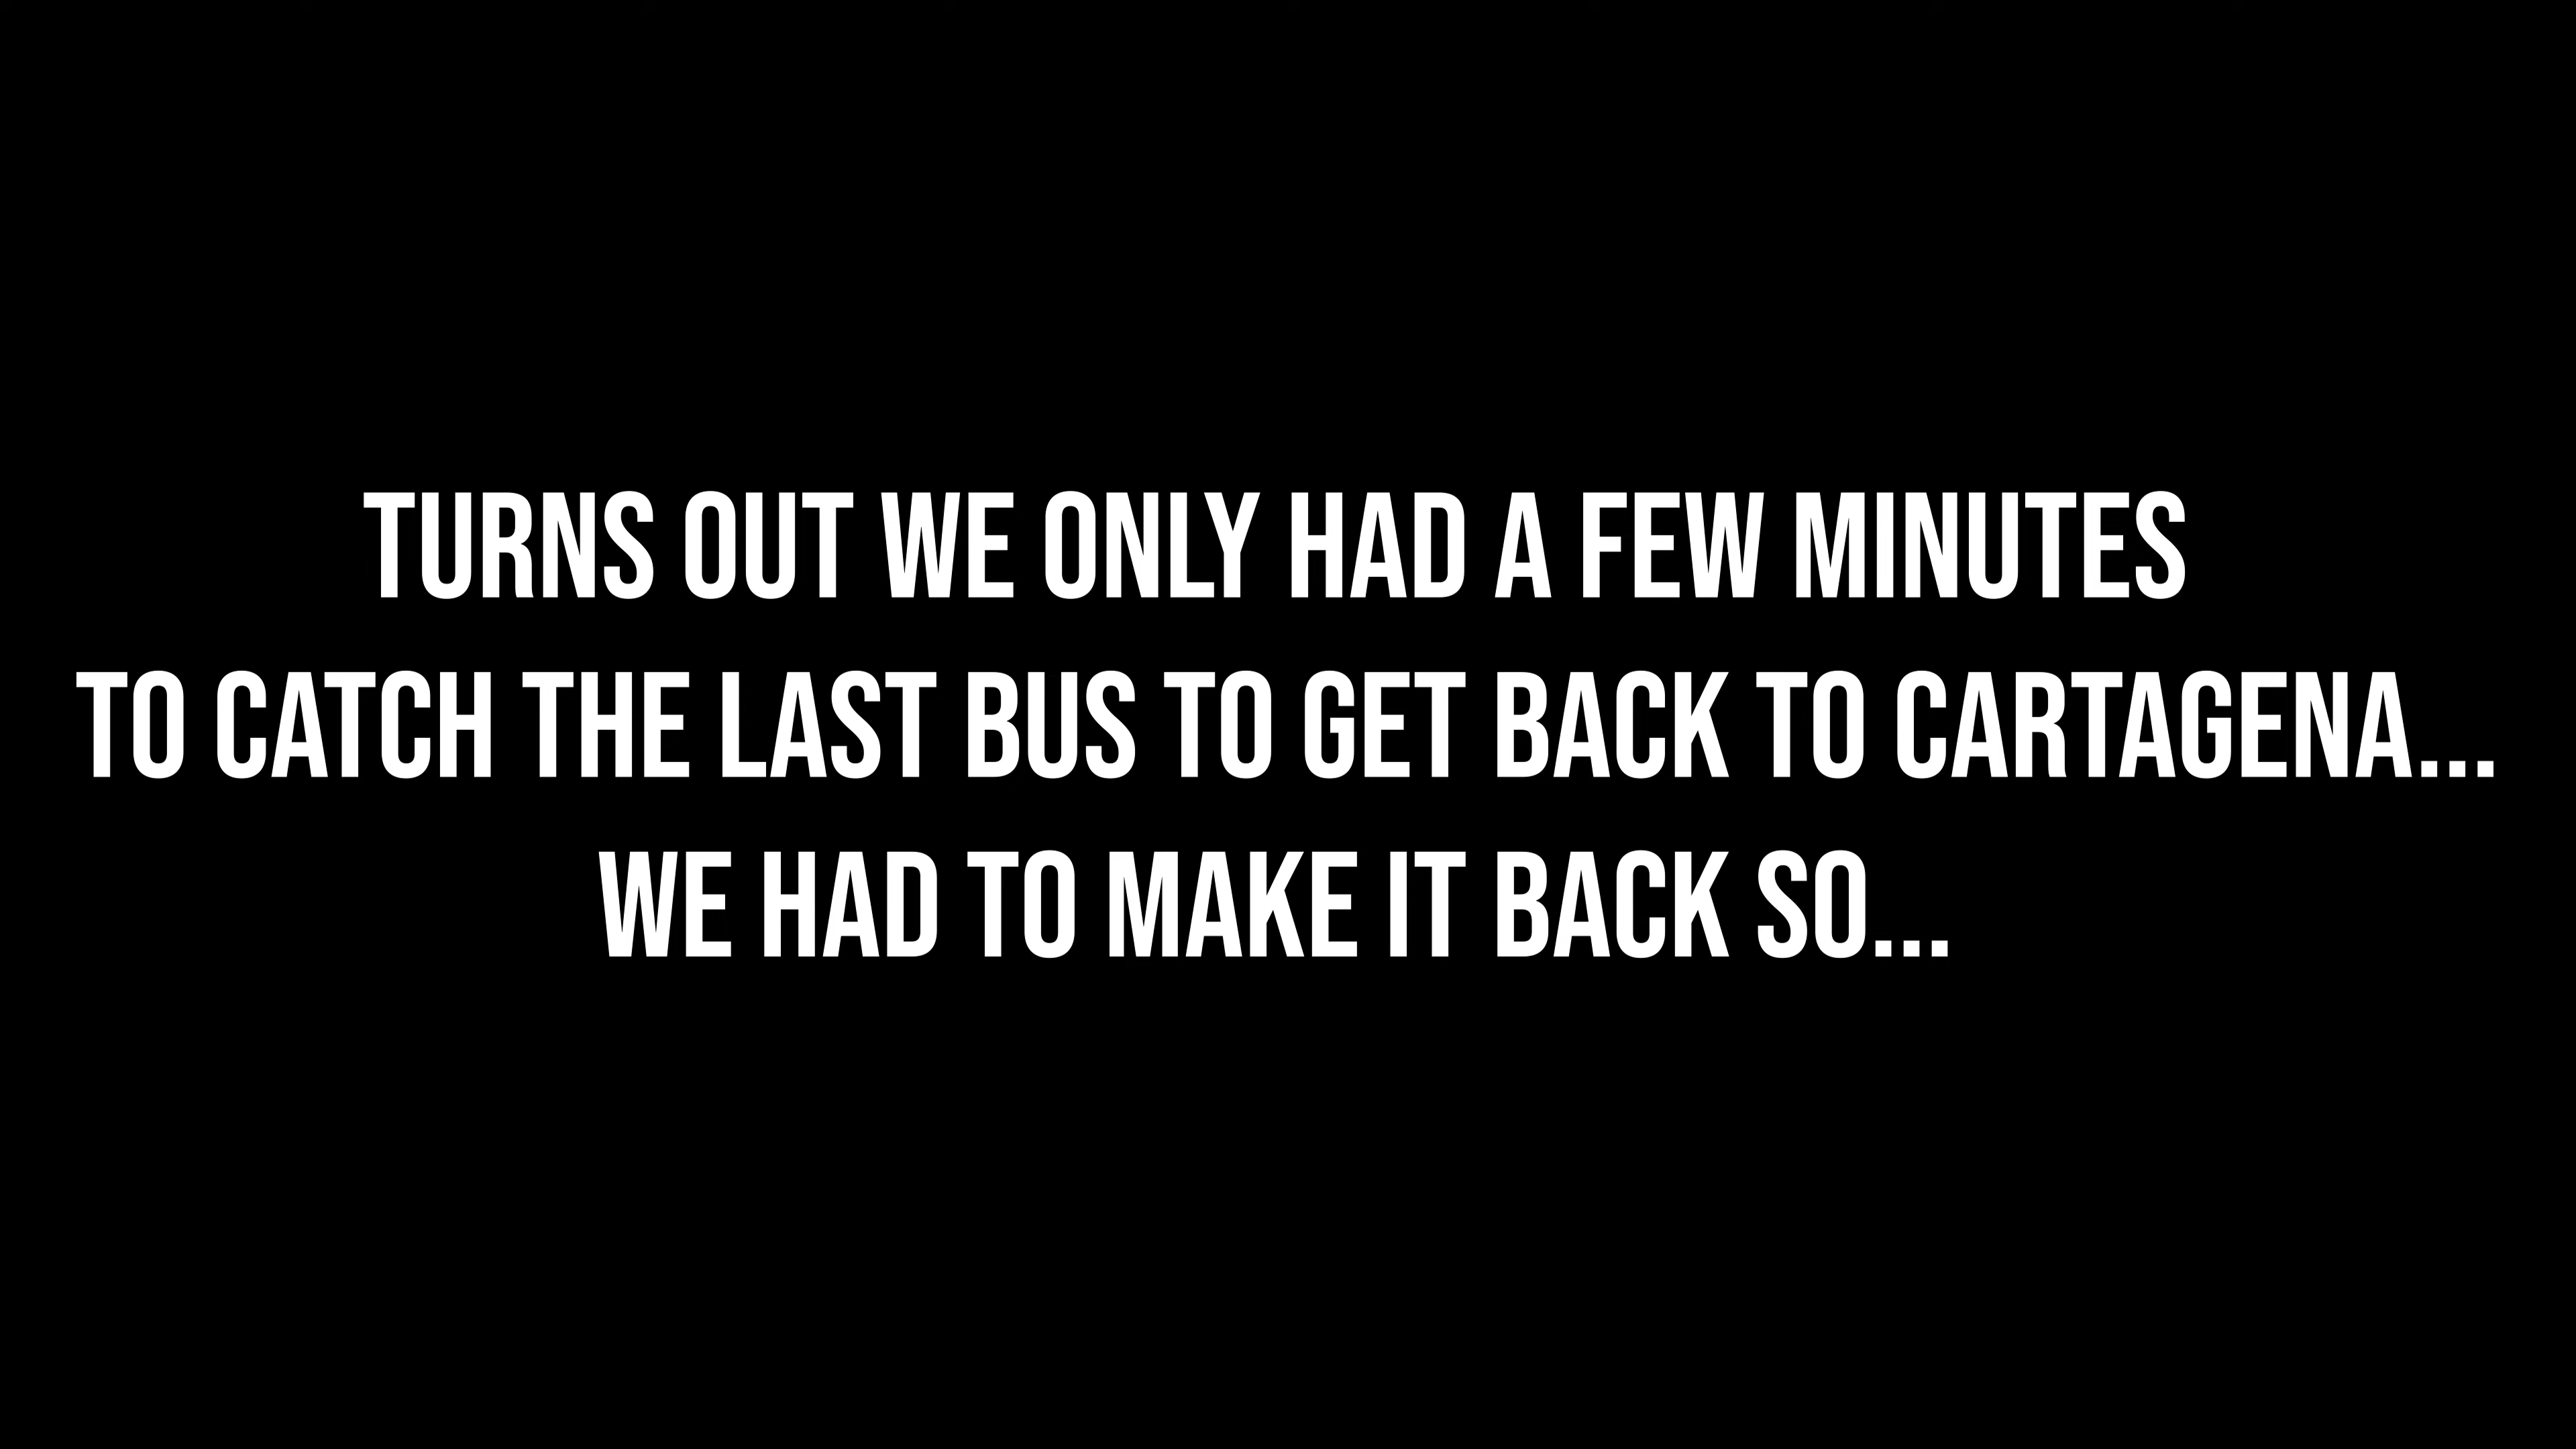 TURNS OUT WE ONLY HAD A FEW MINUTES
TO CATCH THE LAST BUS TO GET BACK TO CARTAGENA...
WE HAD TO MAKE IT BACK SO...